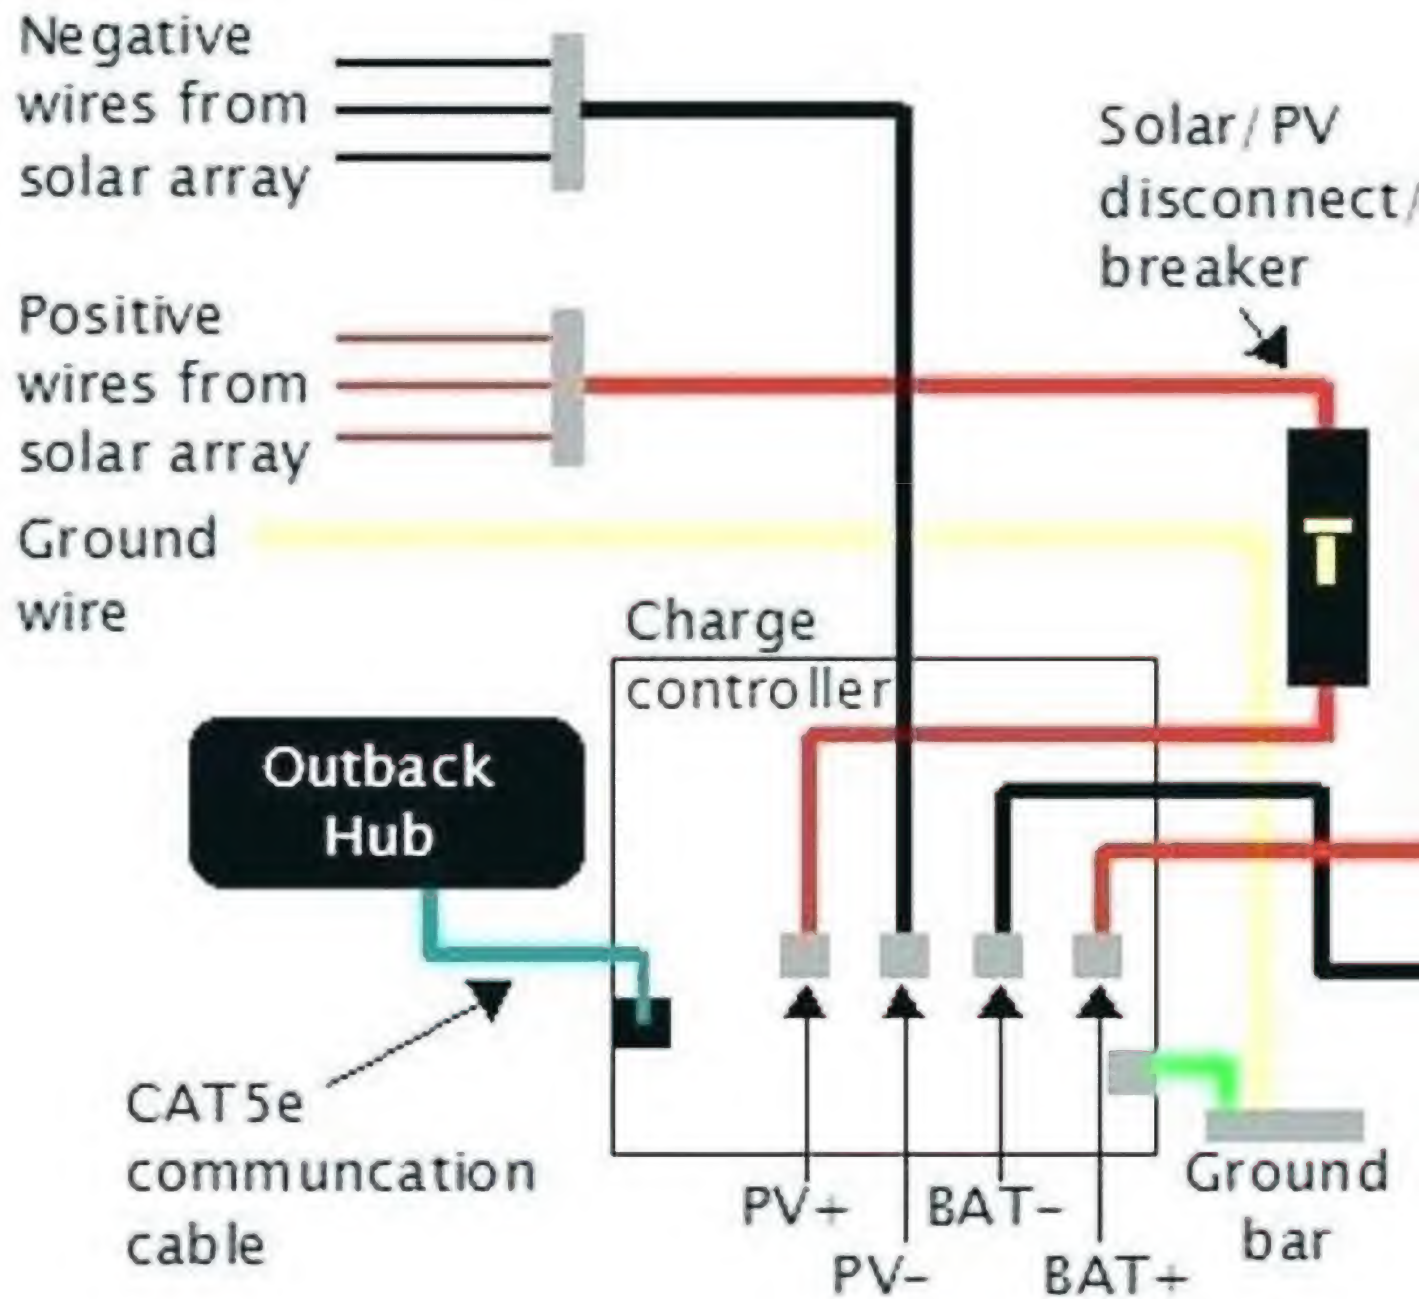 Negative
wires from
solar array
Solar/PV
disconnect/
breaker
Positive
wires from
solar array
Ground
wire
Charge
controller
Outback
Hub
CAT5e
communcation
cable
PV+
BAT-
PV-
BAT+
Ground
bar